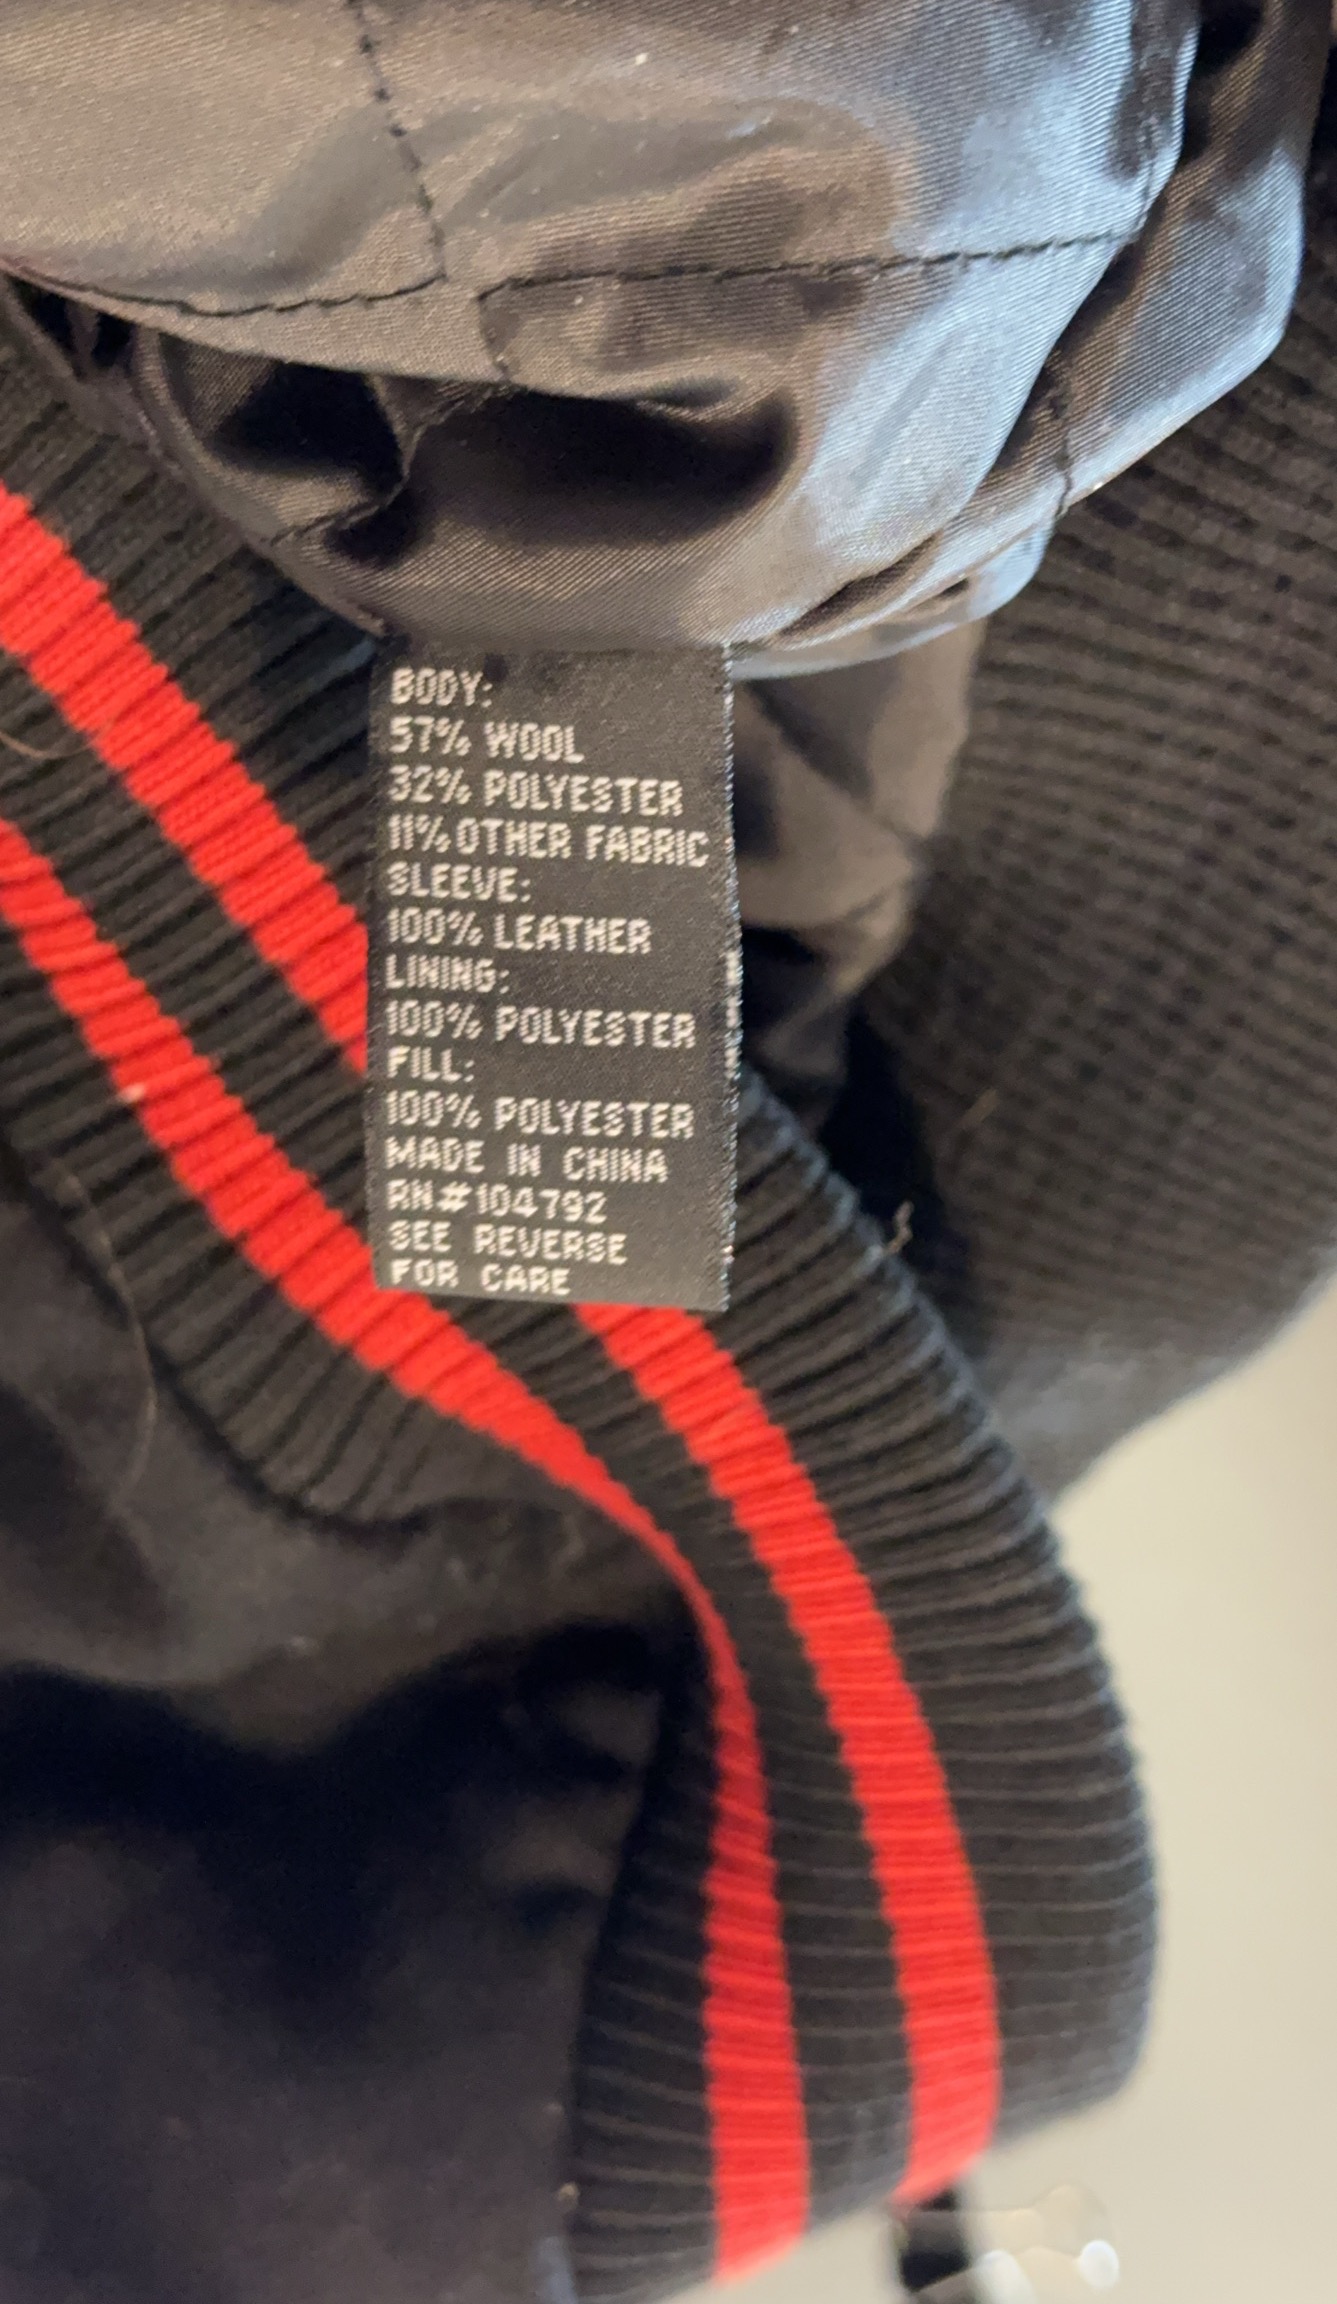 BODY:
57% WOOL
32% POLYESTER
11% OTHER FABRIC
SLEEVE:
100% LEATHER
LINING:
100% POLYESTER
FILL:
100% POLYESTER
MADE IN CHINA
RN#104792
SEE REVERSE
FOR CARE